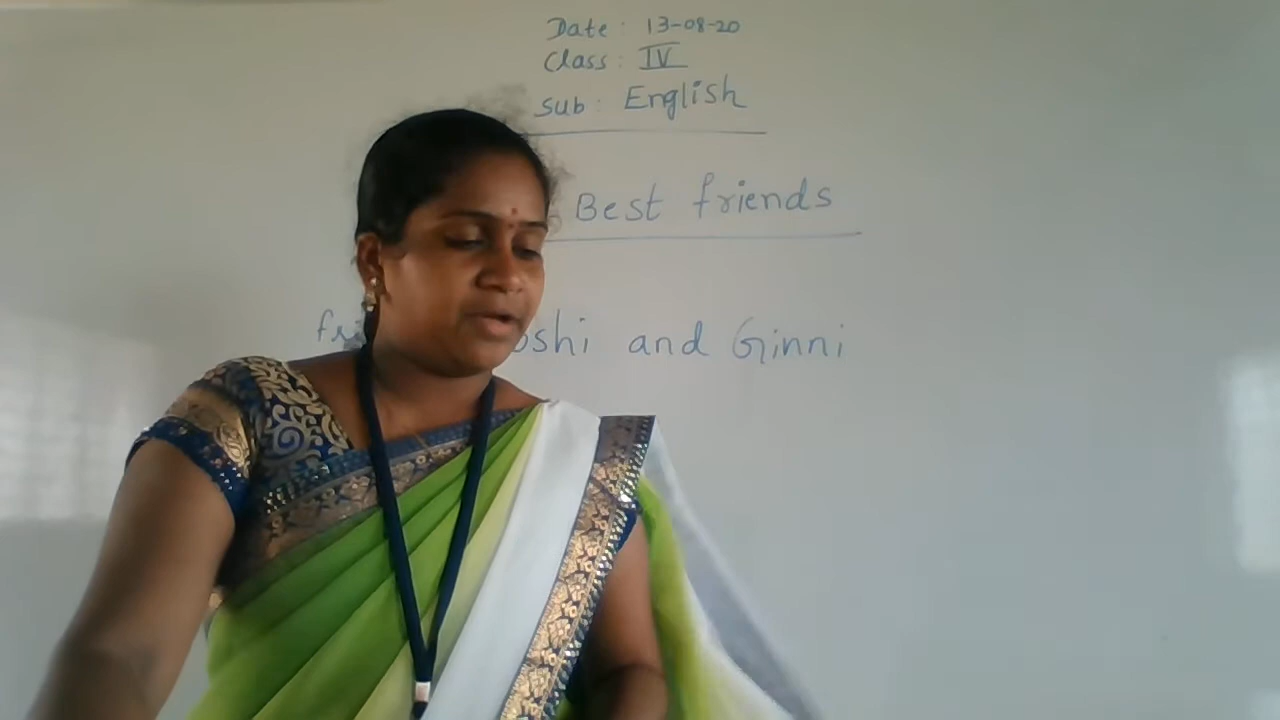 Date : 13-08-20
Class : IV
Sub : English
Best friends
and Ginni